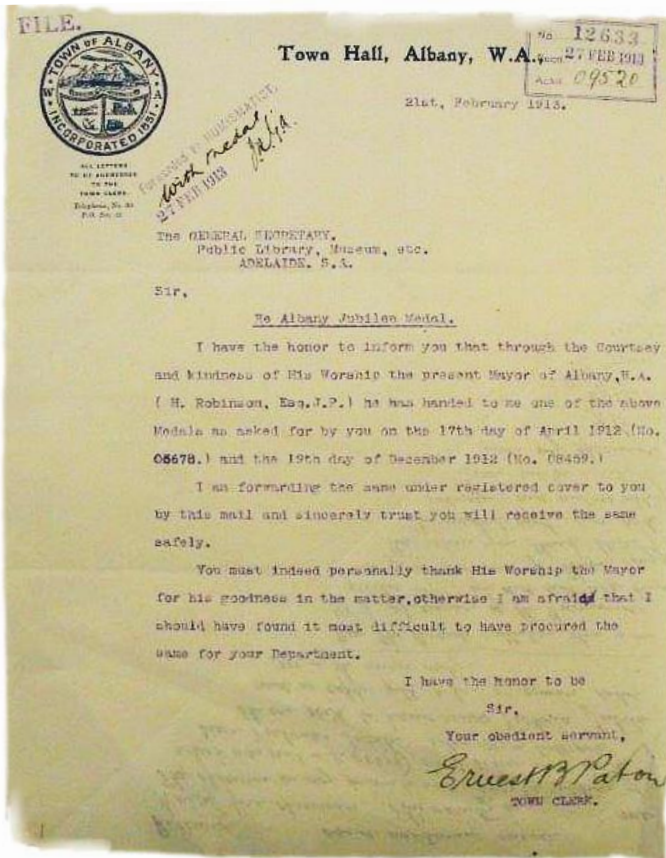 FILE.
TOWN OF ALBANY
W A
INCORPORATED 1851
ALL LETTERS
TO BE ADDRESSED
TO THE
TOWN CLERK.
Telephone, No.
Town Hall, Albany, W.A.
No 12633
27 FEB 1913
09520
21st, February 1913.
Forwarded to NUMISMATIST,
With medal
27 FEB 1913
The GENERAL SECRETARY.
Public Library, Museum, etc.
ADELAIDE. S.A.
Sir,
Re Albany Jubilee Medal.
I have the honor to inform you that through the Courtsey
and kindness of His Worship the present Mayor of Albany,W.A.
( H. Robinson, Esq.J.P.) he has handed to me one of the above
Medals as asked for by you on the 17th day of April 1912 (No.
05678.) and the 19th day of December 1912 (No. 08469.)
I am forwarding the same under registered cover to you
by this mail and sincerely trust you will receive the same
safely.
You must indeed personally thank His Worship the Mayor
for his goodness in the matter,otherwise I am afraid that I
should have found it most difficult to have procured the
same for your Department.
I have the honor to be
Sir,
Your obedient servant,
Ernest B Paton
TOWN CLERK.